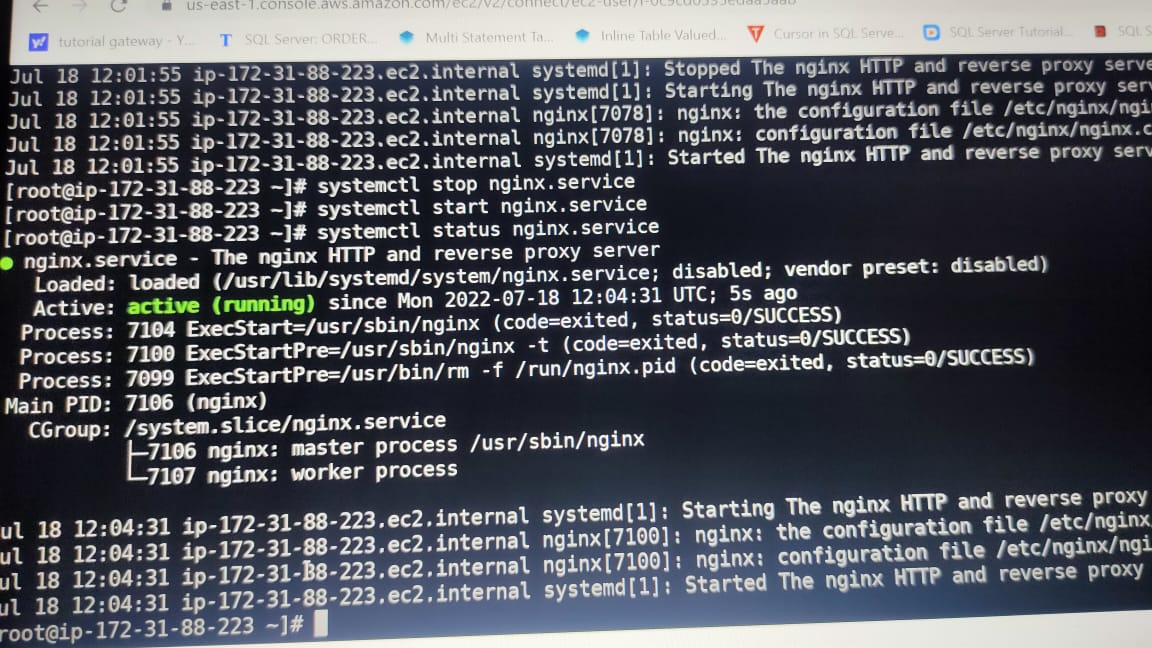 us-east-1.console.aws.amazon.com/ec2/v2/connect/ec2-user/
tutorial gateway - Y... SQL Server: ORDER... Multi Statement Ta... Inline Table Valued... Cursor in SQL Serve... SQL Server Tutorial... SQL S
Jul 18 12:01:55 ip-172-31-88-223.ec2.internal systemd[1]: Stopped The nginx HTTP and reverse proxy serve
Jul 18 12:01:55 ip-172-31-88-223.ec2.internal systemd[1]: Starting The nginx HTTP and reverse proxy ser
Jul 18 12:01:55 ip-172-31-88-223.ec2.internal nginx[7078]: nginx: the configuration file /etc/nginx/ngi
Jul 18 12:01:55 ip-172-31-88-223.ec2.internal nginx[7078]: nginx: configuration file /etc/nginx/nginx.c
Jul 18 12:01:55 ip-172-31-88-223.ec2.internal systemd[1]: Started The nginx HTTP and reverse proxy serv
[root@ip-172-31-88-223 ~]# systemctl stop nginx.service
[root@ip-172-31-88-223 ~]# systemctl start nginx.service
[root@ip-172-31-88-223 ~]# systemctl status nginx.service
● nginx.service - The nginx HTTP and reverse proxy server
Loaded: loaded (/usr/lib/systemd/system/nginx.service; disabled; vendor preset: disabled)
Active: active (running) since Mon 2022-07-18 12:04:31 UTC; 5s ago
Process: 7104 ExecStart=/usr/sbin/nginx (code=exited, status=0/SUCCESS)
Process: 7100 ExecStartPre=/usr/sbin/nginx -t (code=exited, status=0/SUCCESS)
Process: 7099 ExecStartPre=/usr/bin/rm -f /run/nginx.pid (code=exited, status=0/SUCCESS)
Main PID: 7106 (nginx)
CGroup: /system.slice/nginx.service
├─7106 nginx: master process /usr/sbin/nginx
└─7107 nginx: worker process
ul 18 12:04:31 ip-172-31-88-223.ec2.internal systemd[1]: Starting The nginx HTTP and reverse proxy
ul 18 12:04:31 ip-172-31-88-223.ec2.internal nginx[7100]: nginx: the configuration file /etc/nginx
ul 18 12:04:31 ip-172-31-88-223.ec2.internal nginx[7100]: nginx: configuration file /etc/nginx/ngi
ul 18 12:04:31 ip-172-31-88-223.ec2.internal systemd[1]: Started The nginx HTTP and reverse proxy
root@ip-172-31-88-223 ~]#